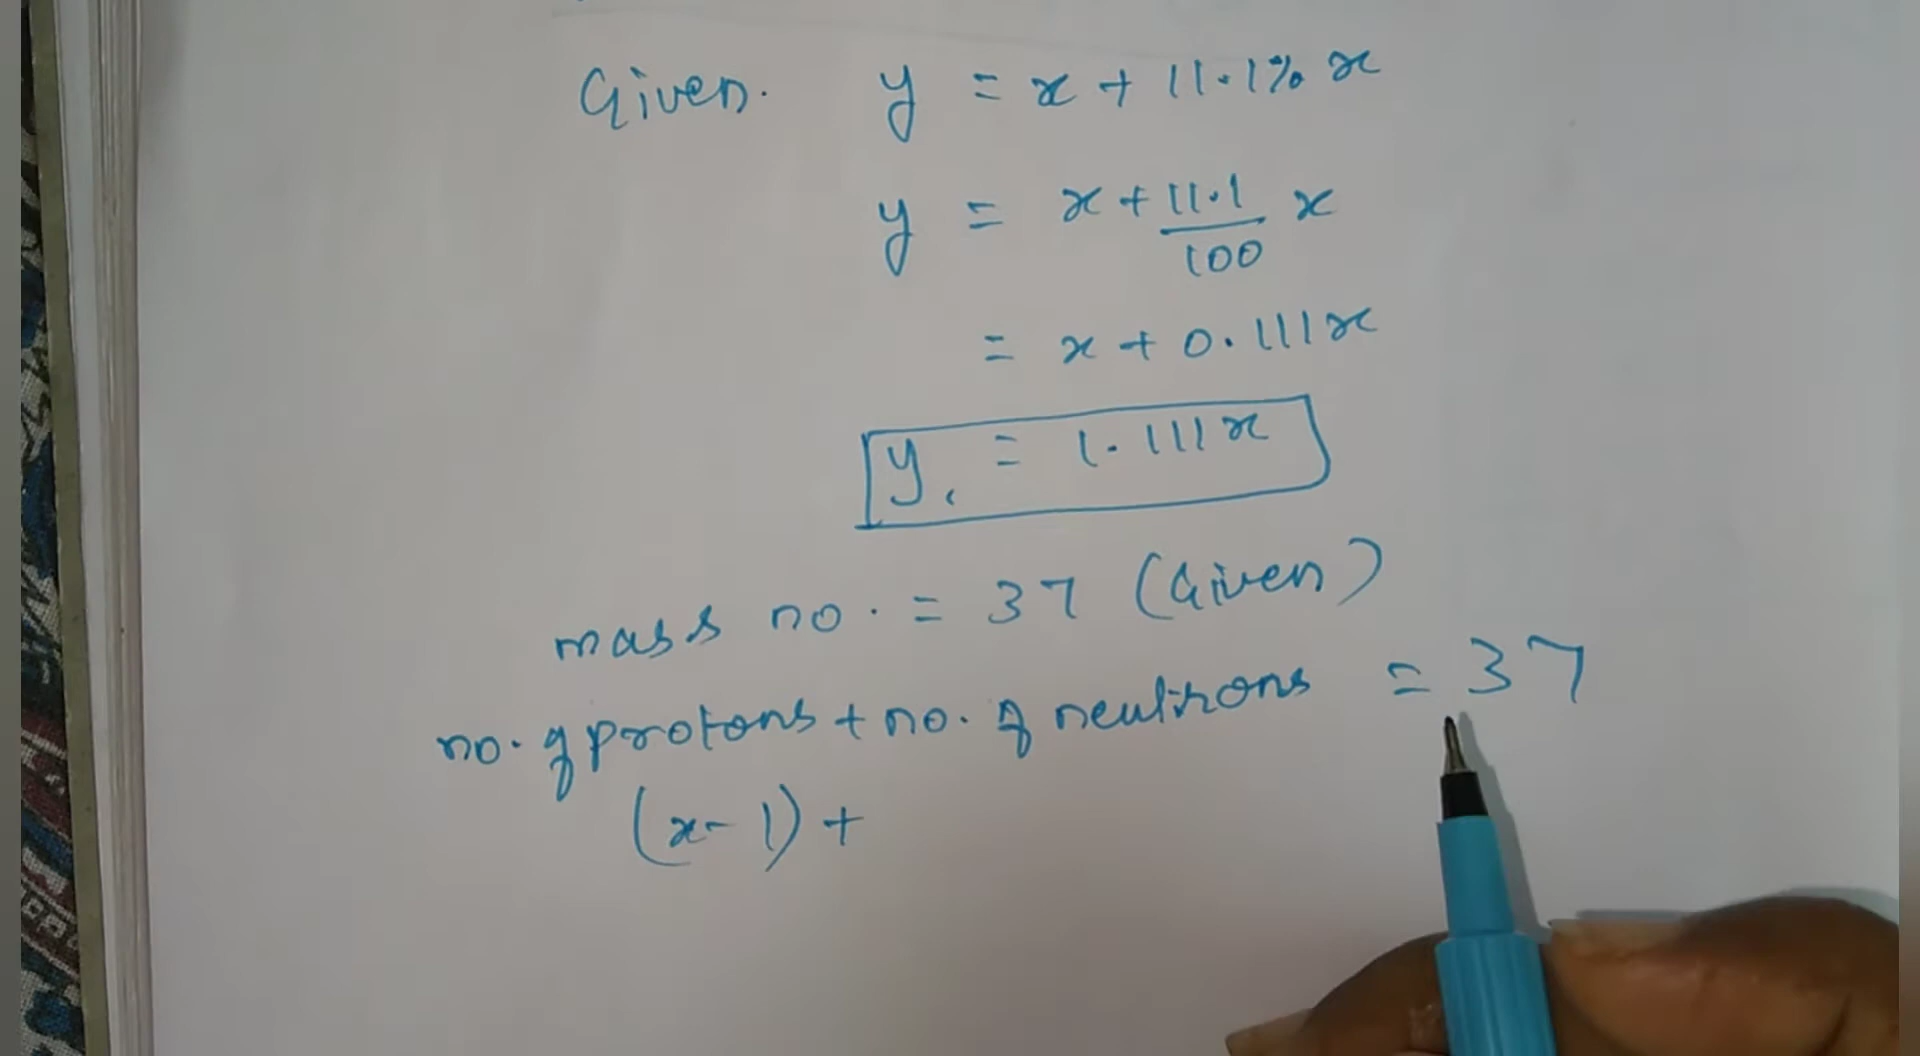 Given. y = x + 11.1% x
y = x + 11.1/100 x
= x + 0.111x
y. = 1.111x
mass no. = 37 (Given)
no. of protons + no. of neutrons = 37
(x-1) +